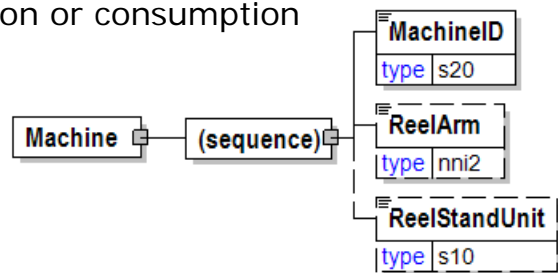 on or consumption
MachineID
type s20
Machine
(sequence)
ReelArm
type nni2
ReelStandUnit
type s10